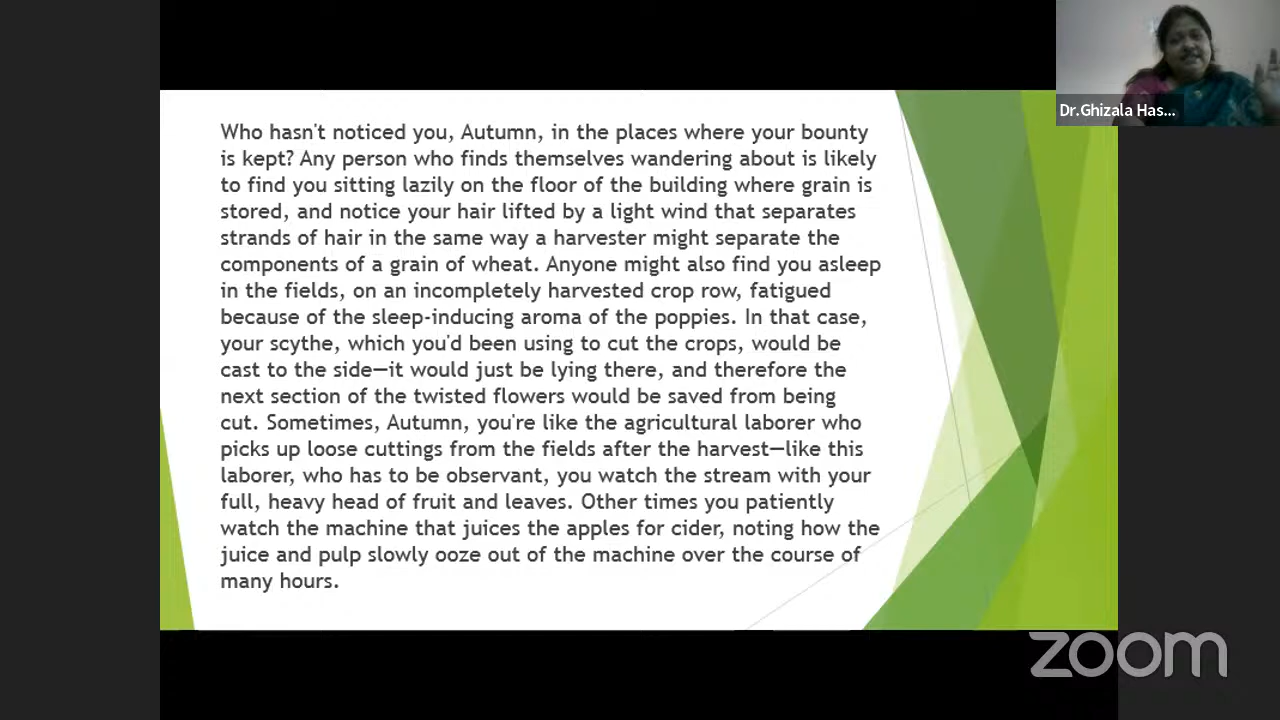 Dr.Ghizala Has...
Who hasn't noticed you, Autumn, in the places where your bounty
is kept? Any person who finds themselves wandering about is likely
to find you sitting lazily on the floor of the building where grain is
stored, and notice your hair lifted by a light wind that separates
strands of hair in the same way a harvester might separate the
components of a grain of wheat. Anyone might also find you asleep
in the fields, on an incompletely harvested crop row, fatigued
because of the sleep-inducing aroma of the poppies. In that case,
your scythe, which you'd been using to cut the crops, would be
cast to the side—it would just be lying there, and therefore the
next section of the twisted flowers would be saved from being
cut. Sometimes, Autumn, you're like the agricultural laborer who
picks up loose cuttings from the fields after the harvest—like this
laborer, who has to be observant, you watch the stream with your
full, heavy head of fruit and leaves. Other times you patiently
watch the machine that juices the apples for cider, noting how the
juice and pulp slowly ooze out of the machine over the course of
many hours.
zoom